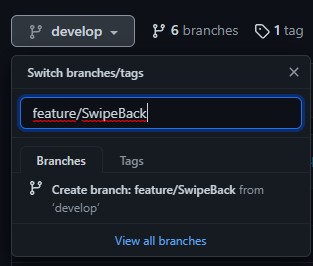 develop 6 branches 1 tag
Switch branches/tags
feature/SwipeBack
Branches Tags
Create branch: feature/SwipeBack from
'develop'
View all branches